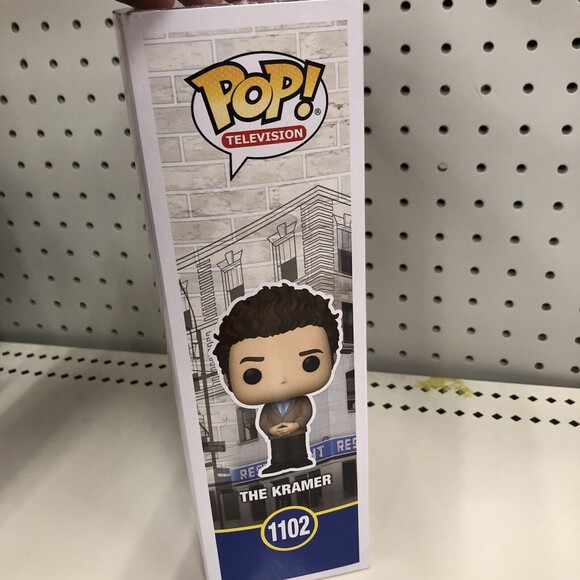 POP!
®
TELEVISION
RES
T RES
THE KRAMER
1102